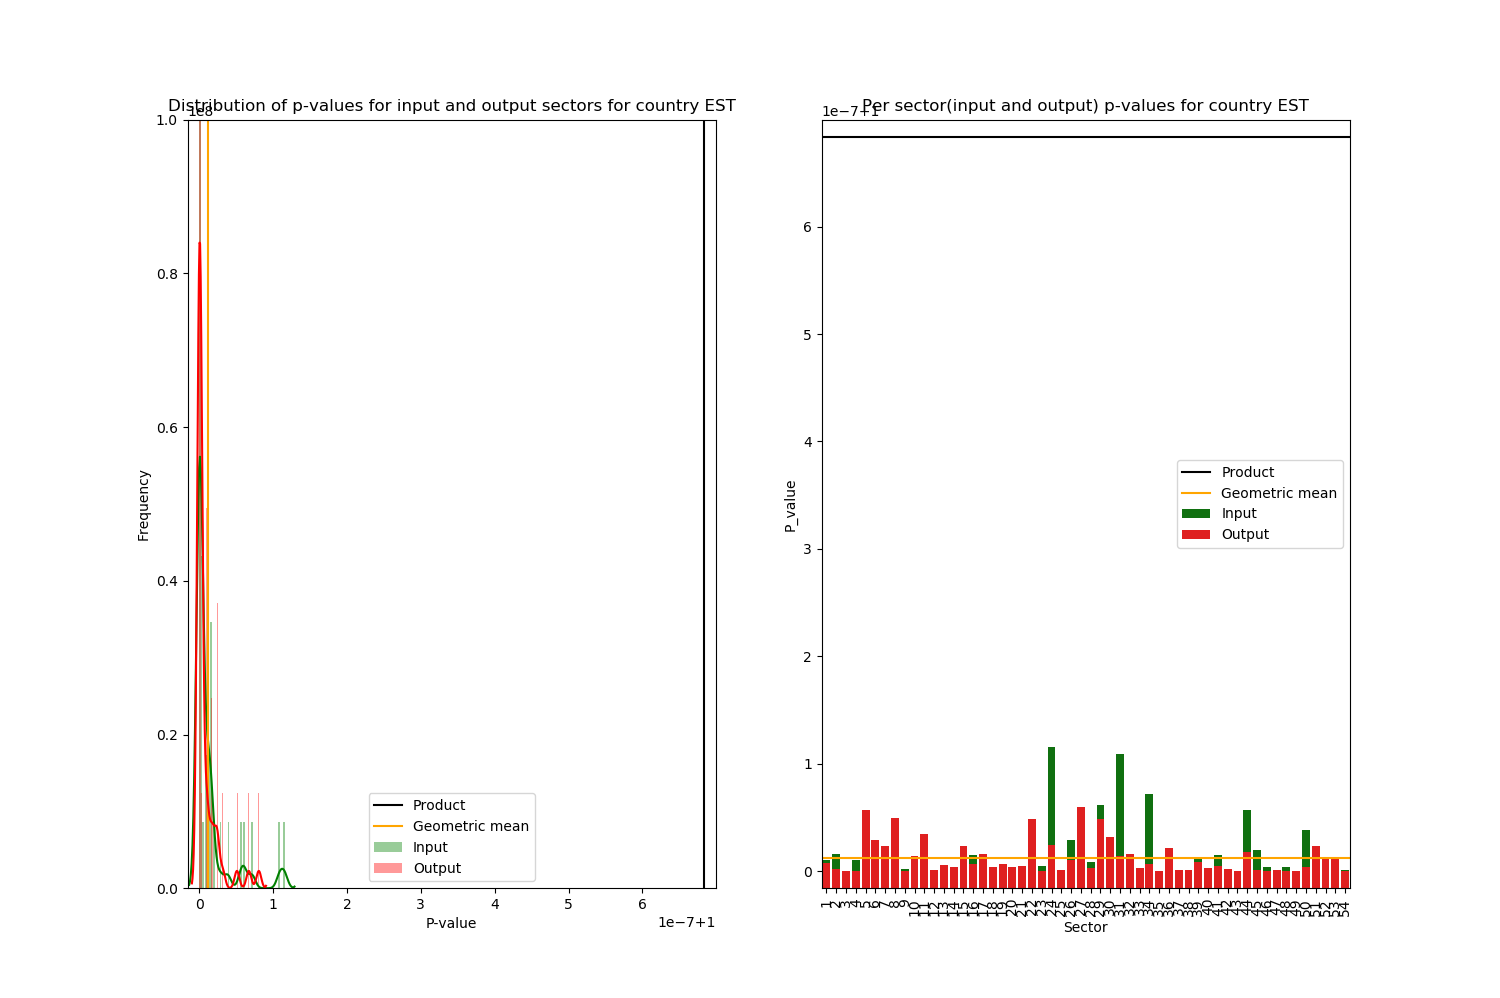 Distribution of p-values for input and output sectors for country EST
1e8
1.0
0.8
0.6
0.4
0.2
0.0
Frequency
0 1 2 3 4 5 6
P-value
1e−7+1
Product
Geometric mean
Input
Output
Per sector(input and output) p-values for country EST
1e−7+1
6
5
4
3
2
1
0
P_value
Product
Geometric mean
Input
Output
1 2 3 4 5 6 7 8 9 10 11 12 13 14 15 16 17 18 19 20 21 22 23 24 25 26 27 28 29 30 31 32 33 34 35 36 37 38 39 40 41 42 43 44 45 46 47 48 49 50 51 52 53 54
Sector